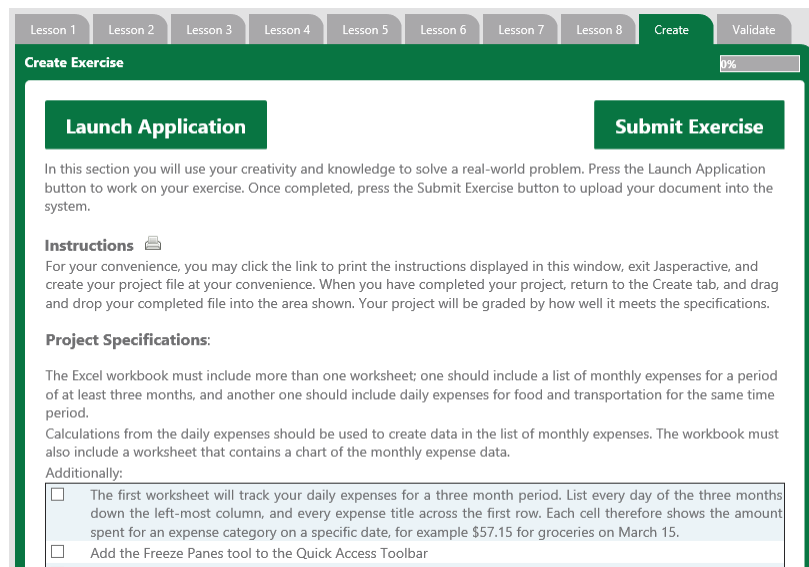 Lesson 1 Lesson 2 Lesson 3 Lesson 4 Lesson 5 Lesson 6 Lesson 7 Lesson 8 Create Validate
Create Exercise
0%
Launch Application
Submit Exercise
In this section you will use your creativity and knowledge to solve a real-world problem. Press the Launch Application
button to work on your exercise. Once completed, press the Submit Exercise button to upload your document into the
system.
Instructions
For your convenience, you may click the link to print the instructions displayed in this window, exit Jasperactive, and
create your project file at your convenience. When you have completed your project, return to the Create tab, and drag
and drop your completed file into the area shown. Your project will be graded by how well it meets the specifications.
Project Specifications:
The Excel workbook must include more than one worksheet; one should include a list of monthly expenses for a period
of at least three months, and another one should include daily expenses for food and transportation for the same time
period.
Calculations from the daily expenses should be used to create data in the list of monthly expenses. The workbook must
also include a worksheet that contains a chart of the monthly expense data.
Additionally:
The first worksheet will track your daily expenses for a three month period. List every day of the three months
down the left-most column, and every expense title across the first row. Each cell therefore shows the amount
spent for an expense category on a specific date, for example $57.15 for groceries on March 15.
Add the Freeze Panes tool to the Quick Access Toolbar